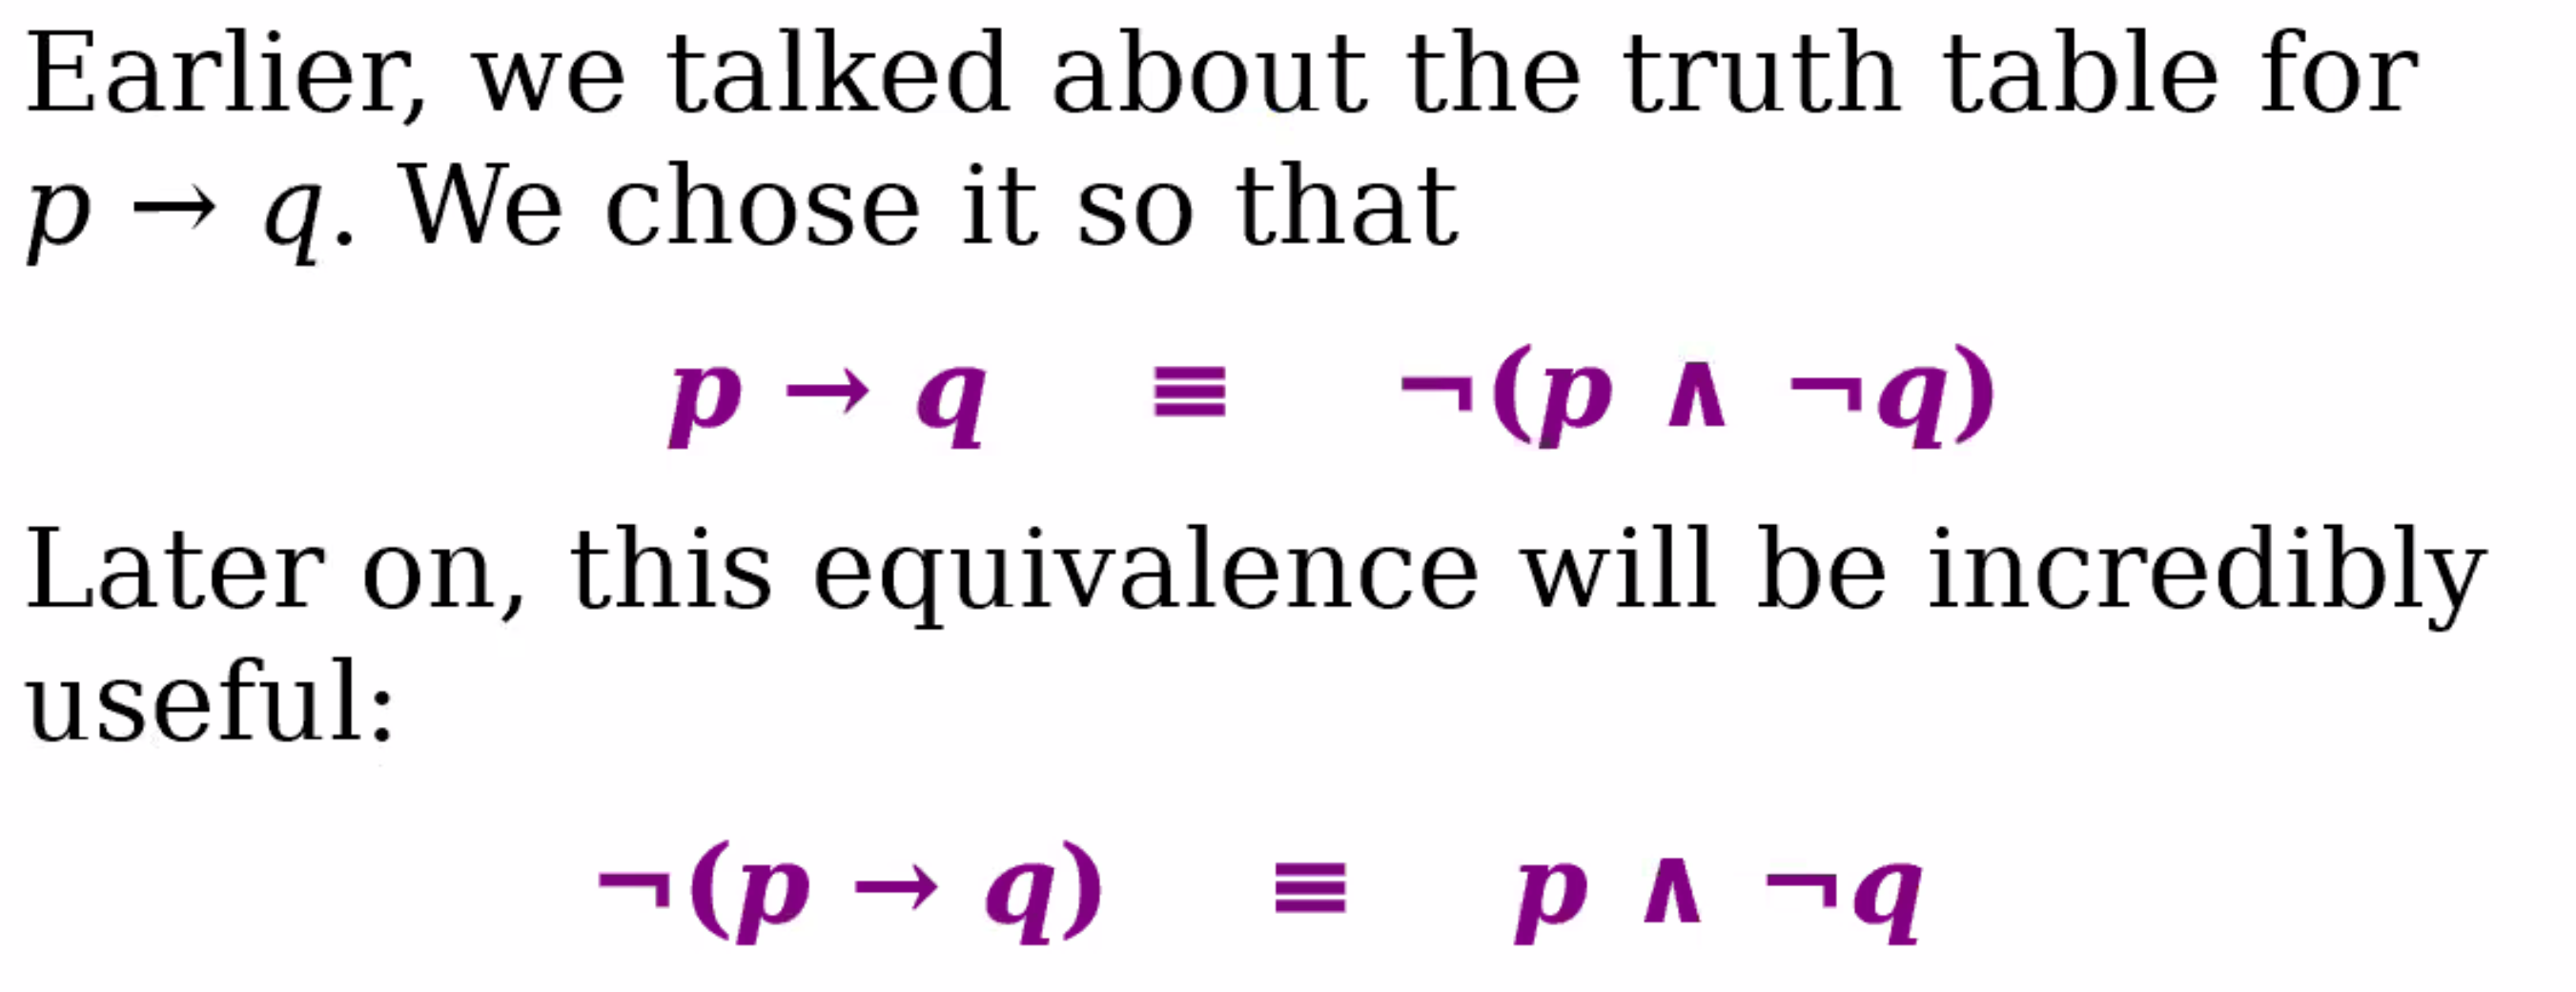 Earlier, we talked about the truth table for
p → q. We chose it so that
p → q ≡ ¬(p ∧ ¬q)
Later on, this equivalence will be incredibly
useful:
¬(p → q) ≡ p ∧ ¬q